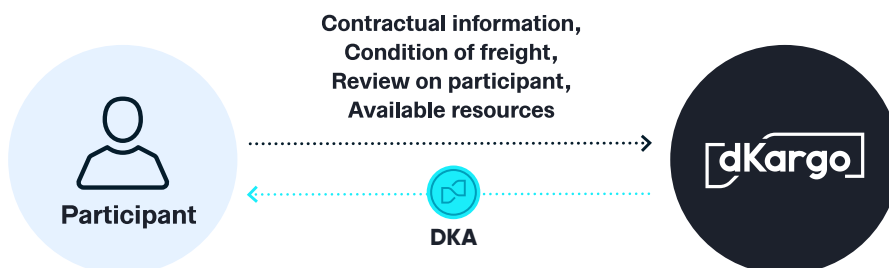 Contractual information,
Condition of freight,
Review on participant,
Available resources
Participant
dKargo
DKA